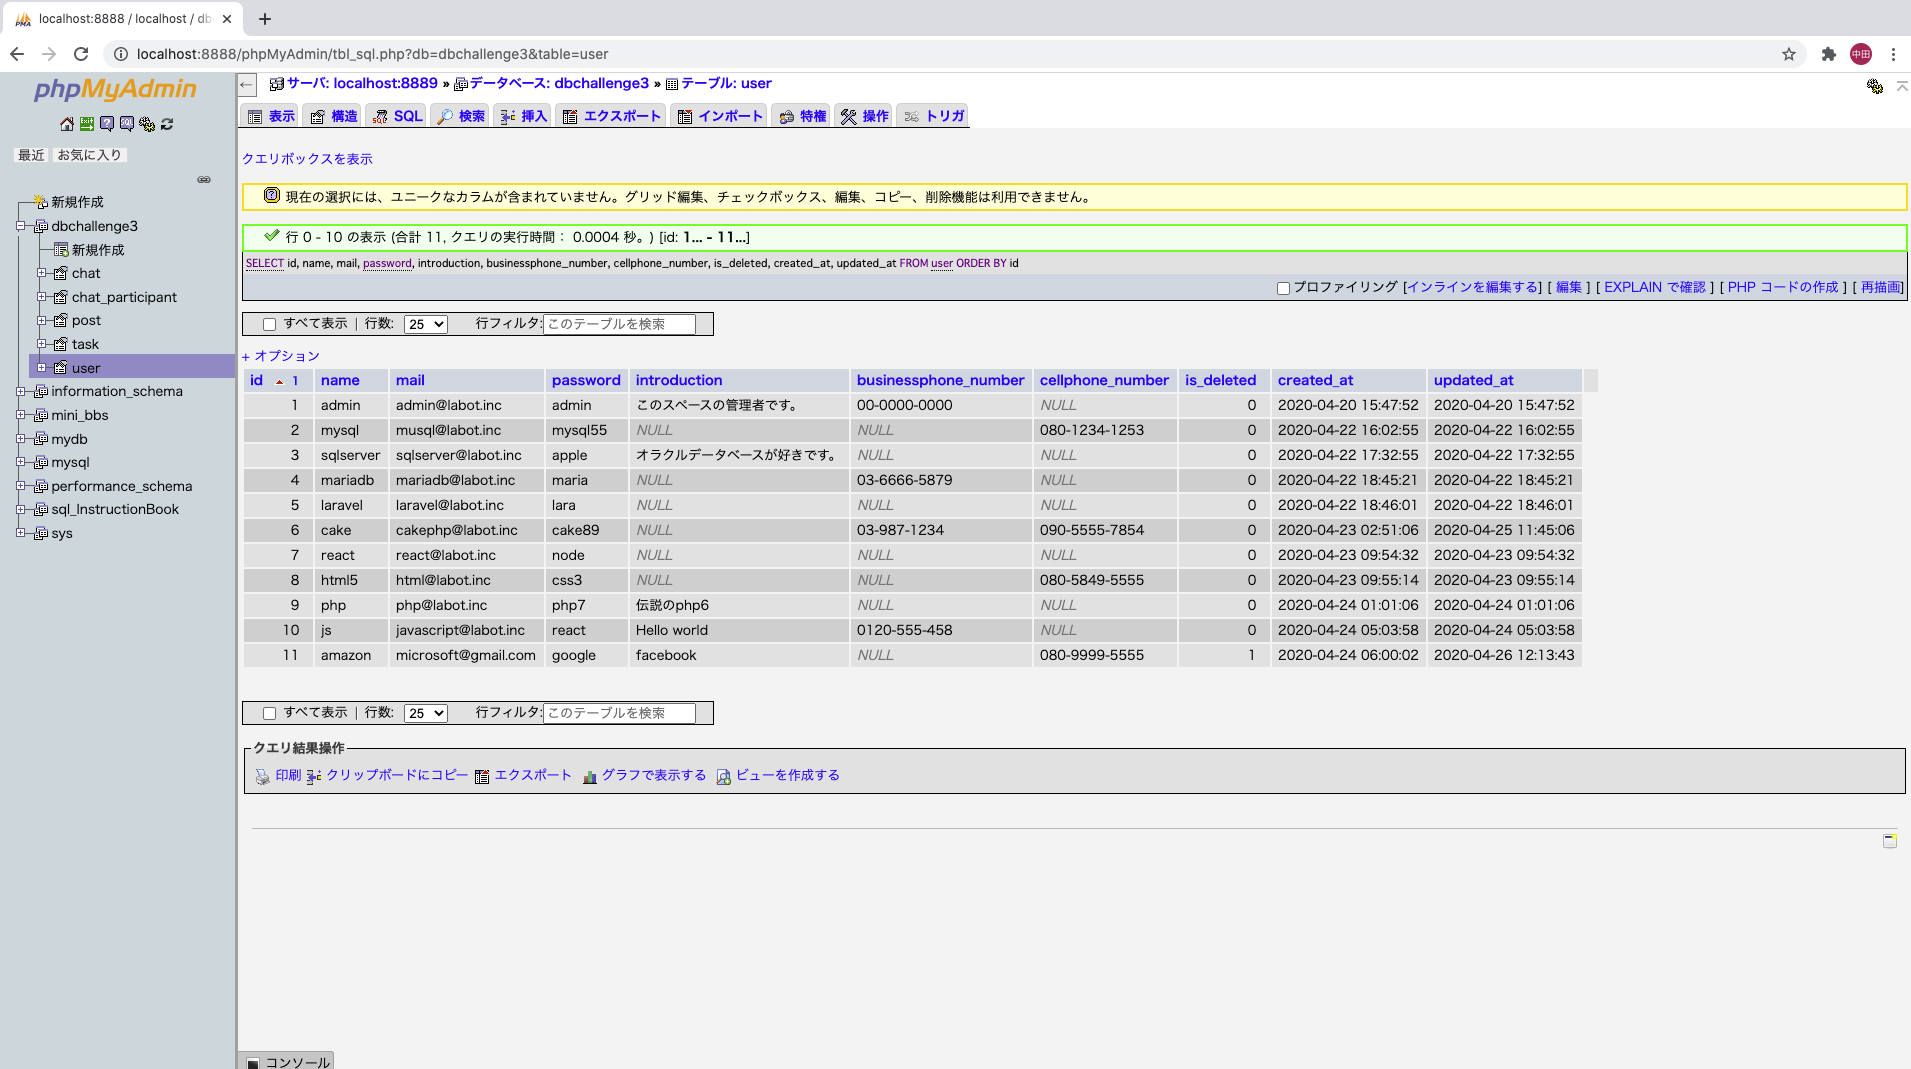 localhost:8888 / localhost / db
localhost:8888/phpMyAdmin/tbl_sql.php?db=dbchallenge3&table=user
中田
phpMyAdmin
最近 お気に入り
新規作成
dbchallenge3
新規作成
chat
chat_participant
post
task
user
information_schema
mini_bbs
mydb
mysql
performance_schema
sql_InstructionBook
sys
サーバ: localhost:8889 » データベース: dbchallenge3 » テーブル: user
表示 構造 SQL 検索 挿入 エクスポート インポート 特権 操作 トリガ
クエリボックスを表示
現在の選択には、ユニークなカラムが含まれていません。グリッド編集、チェックボックス、編集、コピー、削除機能は利用できません。
行 0 - 10 の表示 (合計 11, クエリの実行時間： 0.0004 秒。) [id: 1... - 11...]
SELECT id, name, mail, password, introduction, businessphone_number, cellphone_number, is_deleted, created_at, updated_at FROM user ORDER BY id
プロファイリング [インラインを編集する] [ 編集 ] [ EXPLAIN で確認 ] [ PHP コードの作成 ] [ 再描画]
すべて表示 | 行数: 25 行フィルタ: このテーブルを検索
+ オプション
id 1 name mail password introduction businessphone_number cellphone_number is_deleted created_at updated_at
1 admin admin@labot.inc admin このスペースの管理者です。 00-0000-0000 NULL 0 2020-04-20 15:47:52 2020-04-20 15:47:52
2 mysql musql@labot.inc mysql55 NULL NULL 080-1234-1253 0 2020-04-22 16:02:55 2020-04-22 16:02:55
3 sqlserver sqlserver@labot.inc apple オラクルデータベースが好きです。 NULL NULL 0 2020-04-22 17:32:55 2020-04-22 17:32:55
4 mariadb mariadb@labot.inc maria NULL 03-6666-5879 NULL 0 2020-04-22 18:45:21 2020-04-22 18:45:21
5 laravel laravel@labot.inc lara NULL NULL NULL 0 2020-04-22 18:46:01 2020-04-22 18:46:01
6 cake cakephp@labot.inc cake89 NULL 03-987-1234 090-5555-7854 0 2020-04-23 02:51:06 2020-04-25 11:45:06
7 react react@labot.inc node NULL NULL NULL 0 2020-04-23 09:54:32 2020-04-23 09:54:32
8 html5 html@labot.inc css3 NULL NULL 080-5849-5555 0 2020-04-23 09:55:14 2020-04-23 09:55:14
9 php php@labot.inc php7 伝説のphp6 NULL NULL 0 2020-04-24 01:01:06 2020-04-24 01:01:06
10 js javascript@labot.inc react Hello world 0120-555-458 NULL 0 2020-04-24 05:03:58 2020-04-24 05:03:58
11 amazon microsoft@gmail.com google facebook NULL 080-9999-5555 1 2020-04-24 06:00:02 2020-04-26 12:13:43
すべて表示 | 行数: 25 行フィルタ: このテーブルを検索
クエリ結果操作
印刷 クリップボードにコピー エクスポート グラフで表示する ビューを作成する
コンソール